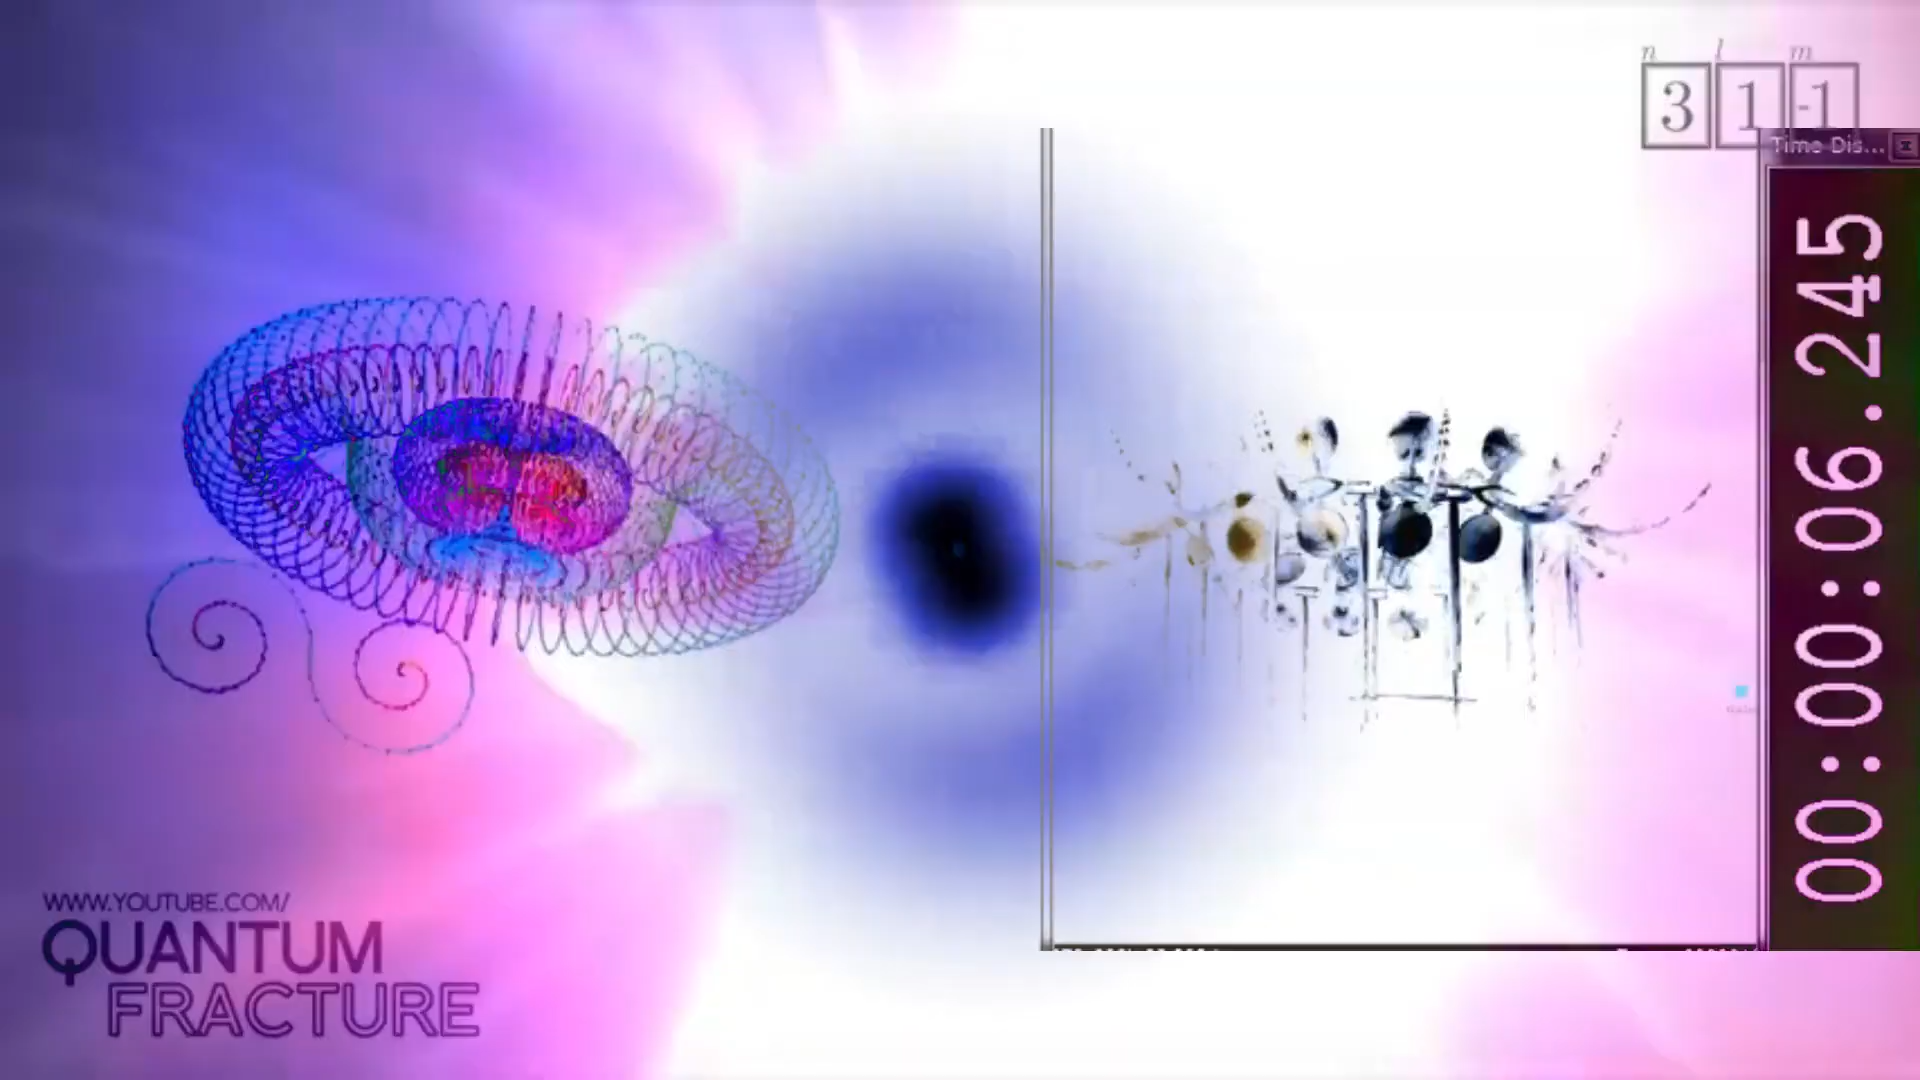 n l m
3 1 -1
Time Dis...
00:00:06.245
WWW.YOUTUBE.COM/
QUANTUM
FRACTURE